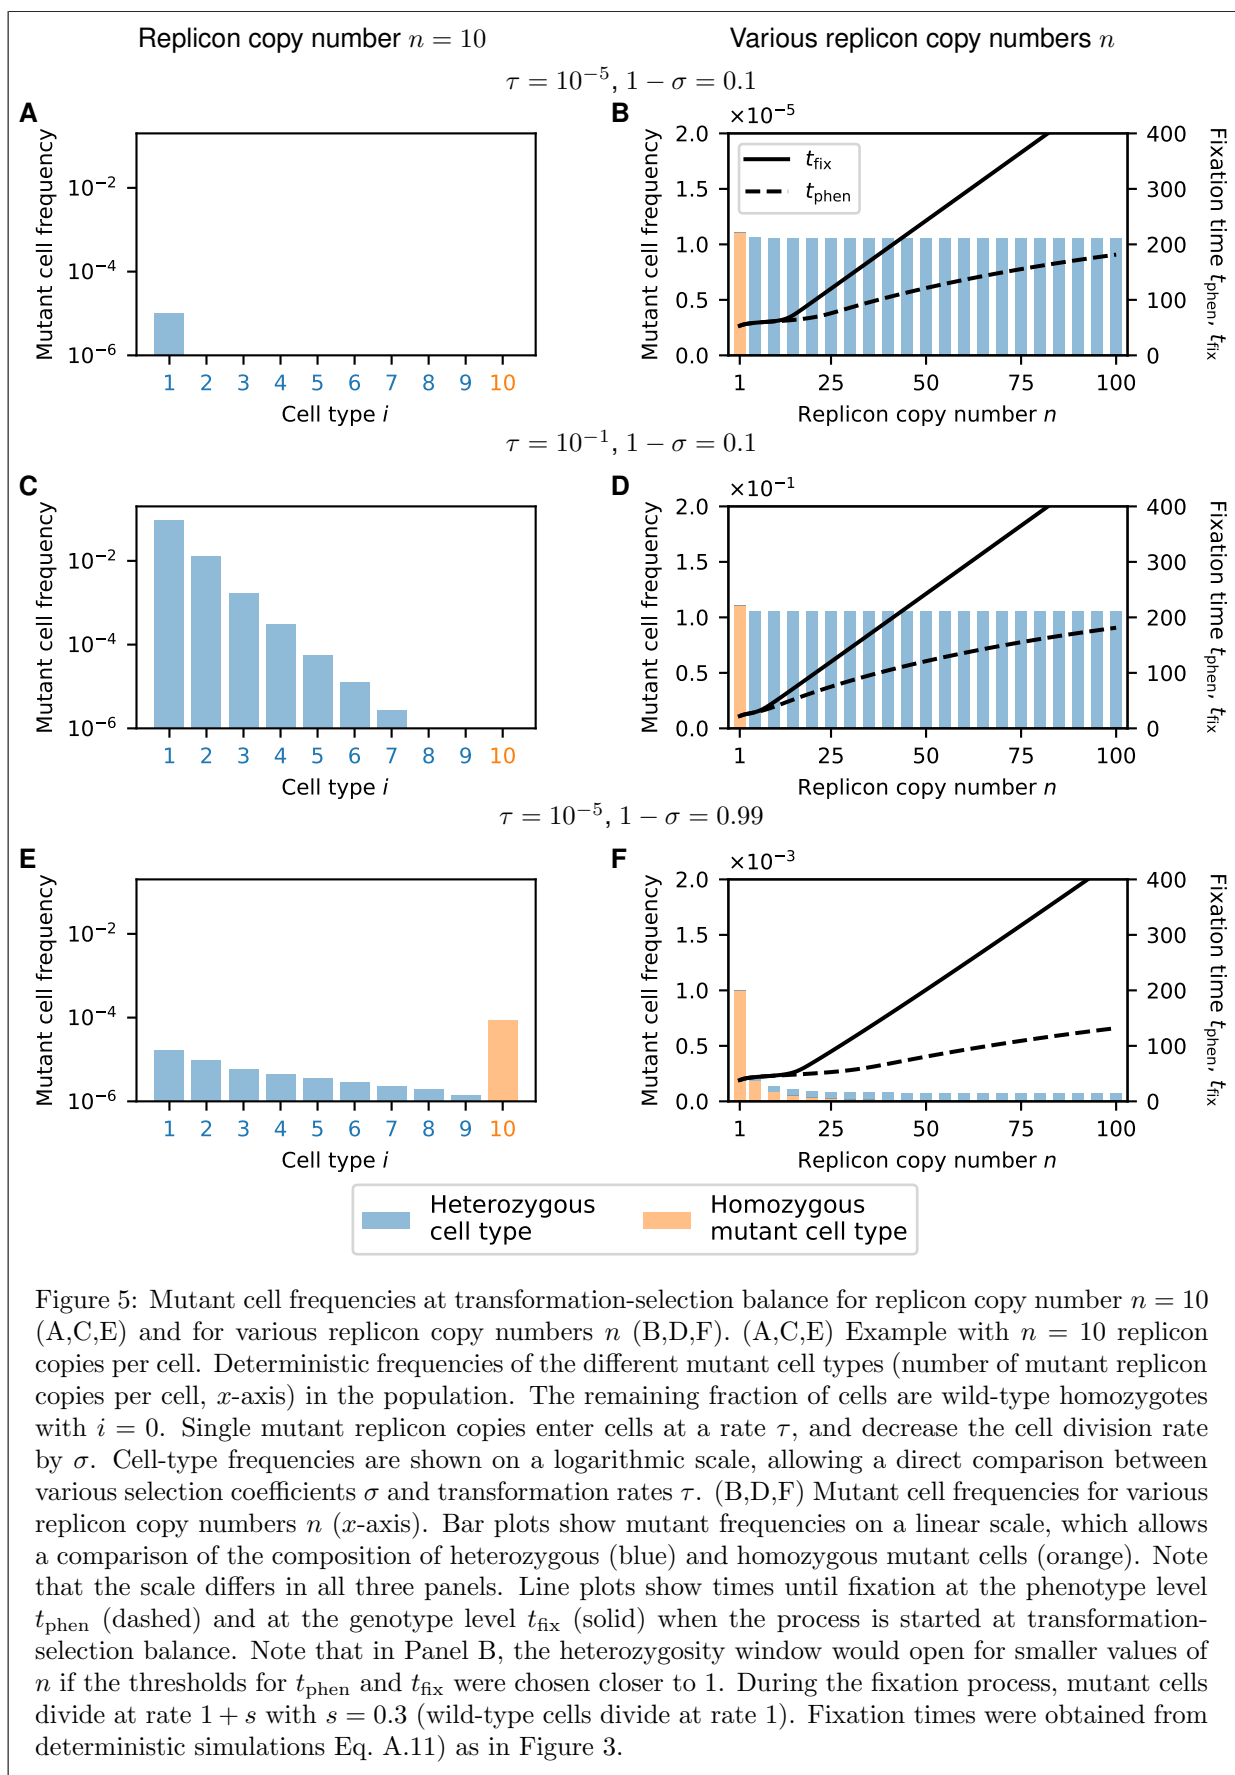 Replicon copy number n = 10
Various replicon copy numbers n
τ = 10⁻⁵, 1 − σ = 0.1
A
Mutant cell frequency
10⁻²
10⁻⁴
10⁻⁶
1 2 3 4 5 6 7 8 9 10
Cell type i
B
×10⁻⁵
Mutant cell frequency
2.0
1.5
1.0
0.5
0.0
t_fix
t_phen
400
300
200
100
0
Fixation time t_phen, t_fix
1 25 50 75 100
Replicon copy number n
τ = 10⁻¹, 1 − σ = 0.1
C
Mutant cell frequency
10⁻²
10⁻⁴
10⁻⁶
1 2 3 4 5 6 7 8 9 10
Cell type i
D
×10⁻¹
Mutant cell frequency
2.0
1.5
1.0
0.5
0.0
400
300
200
100
0
Fixation time t_phen, t_fix
1 25 50 75 100
Replicon copy number n
τ = 10⁻⁵, 1 − σ = 0.99
E
Mutant cell frequency
10⁻²
10⁻⁴
10⁻⁶
1 2 3 4 5 6 7 8 9 10
Cell type i
F
×10⁻³
Mutant cell frequency
2.0
1.5
1.0
0.5
0.0
400
300
200
100
0
Fixation time t_phen, t_fix
1 25 50 75 100
Replicon copy number n
Heterozygous
cell type
Homozygous
mutant cell type
Figure 5: Mutant cell frequencies at transformation-selection balance for replicon copy number n = 10
(A,C,E) and for various replicon copy numbers n (B,D,F). (A,C,E) Example with n = 10 replicon
copies per cell. Deterministic frequencies of the different mutant cell types (number of mutant replicon
copies per cell, x-axis) in the population. The remaining fraction of cells are wild-type homozygotes
with i = 0. Single mutant replicon copies enter cells at a rate τ, and decrease the cell division rate
by σ. Cell-type frequencies are shown on a logarithmic scale, allowing a direct comparison between
various selection coefficients σ and transformation rates τ. (B,D,F) Mutant cell frequencies for various
replicon copy numbers n (x-axis). Bar plots show mutant frequencies on a linear scale, which allows
a comparison of the composition of heterozygous (blue) and homozygous mutant cells (orange). Note
that the scale differs in all three panels. Line plots show times until fixation at the phenotype level
t_phen (dashed) and at the genotype level t_fix (solid) when the process is started at transformation-
selection balance. Note that in Panel B, the heterozygosity window would open for smaller values of
n if the thresholds for t_phen and t_fix were chosen closer to 1. During the fixation process, mutant cells
divide at rate 1 + s with s = 0.3 (wild-type cells divide at rate 1). Fixation times were obtained from
deterministic simulations Eq. A.11) as in Figure 3.